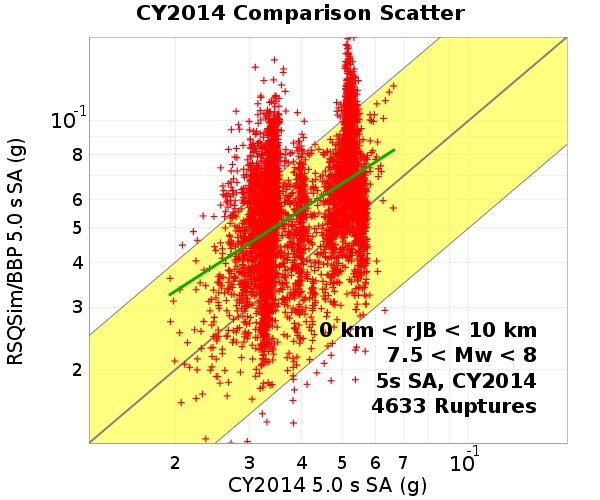 CY2014 Comparison Scatter
RSQSim/BBP 5.0 s SA (g)
10-1
8
6
5
4
3
2
0 km < rJB < 10 km
7.5 < Mw < 8
5s SA, CY2014
4633 Ruptures
2 3 4 5 6 7 10-1
CY2014 5.0 s SA (g)